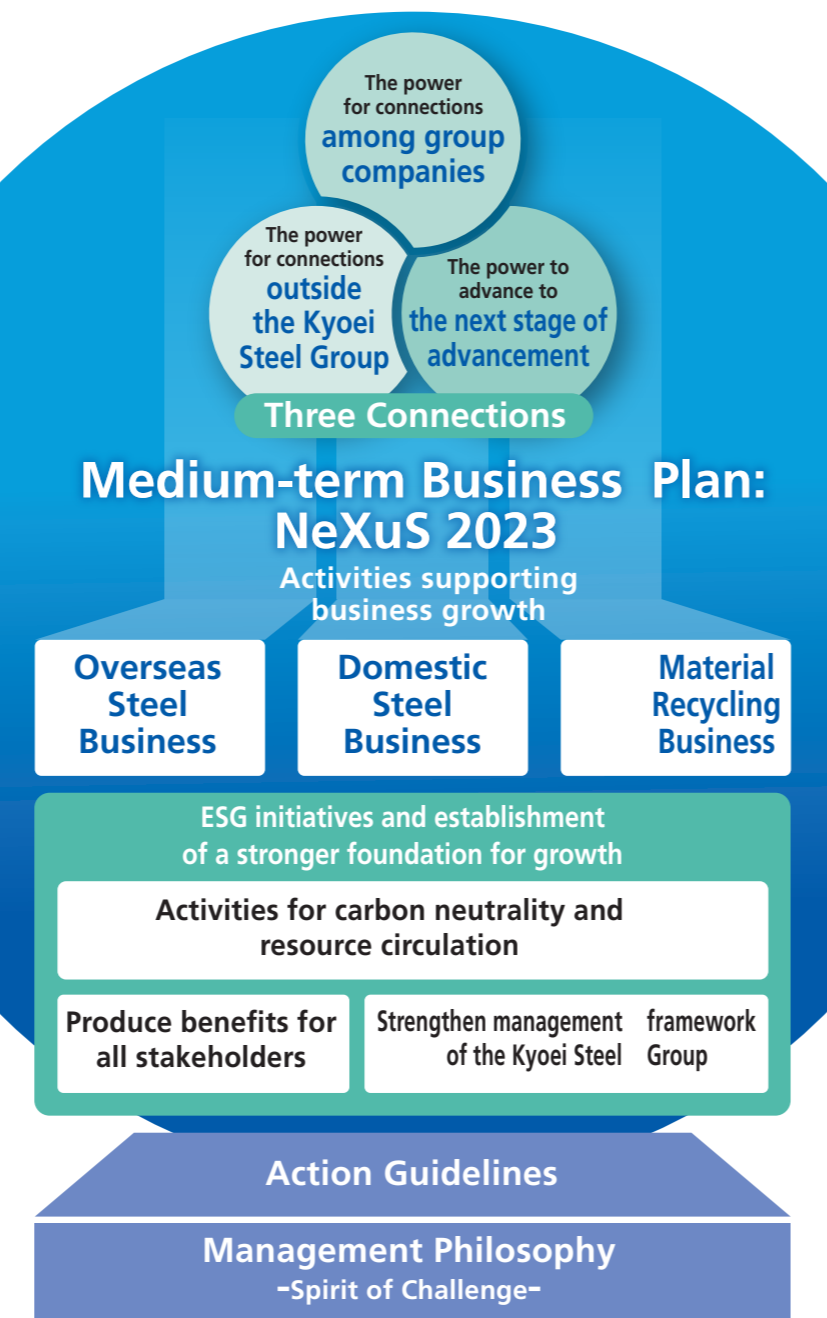 The power
for connections
among group
companies
The power
for connections
outside
the Kyoei
Steel Group
The power to
advance to
the next stage of
advancement
Three Connections
Medium-term Business Plan:
NeXuS 2023
Activities supporting
business growth
Overseas
Steel
Business
Domestic
Steel
Business
Material
Recycling
Business
ESG initiatives and establishment
of a stronger foundation for growth
Activities for carbon neutrality and
resource circulation
Produce benefits for
all stakeholders
Strengthen management framework
of the Kyoei Steel Group
Action Guidelines
Management Philosophy
-Spirit of Challenge-